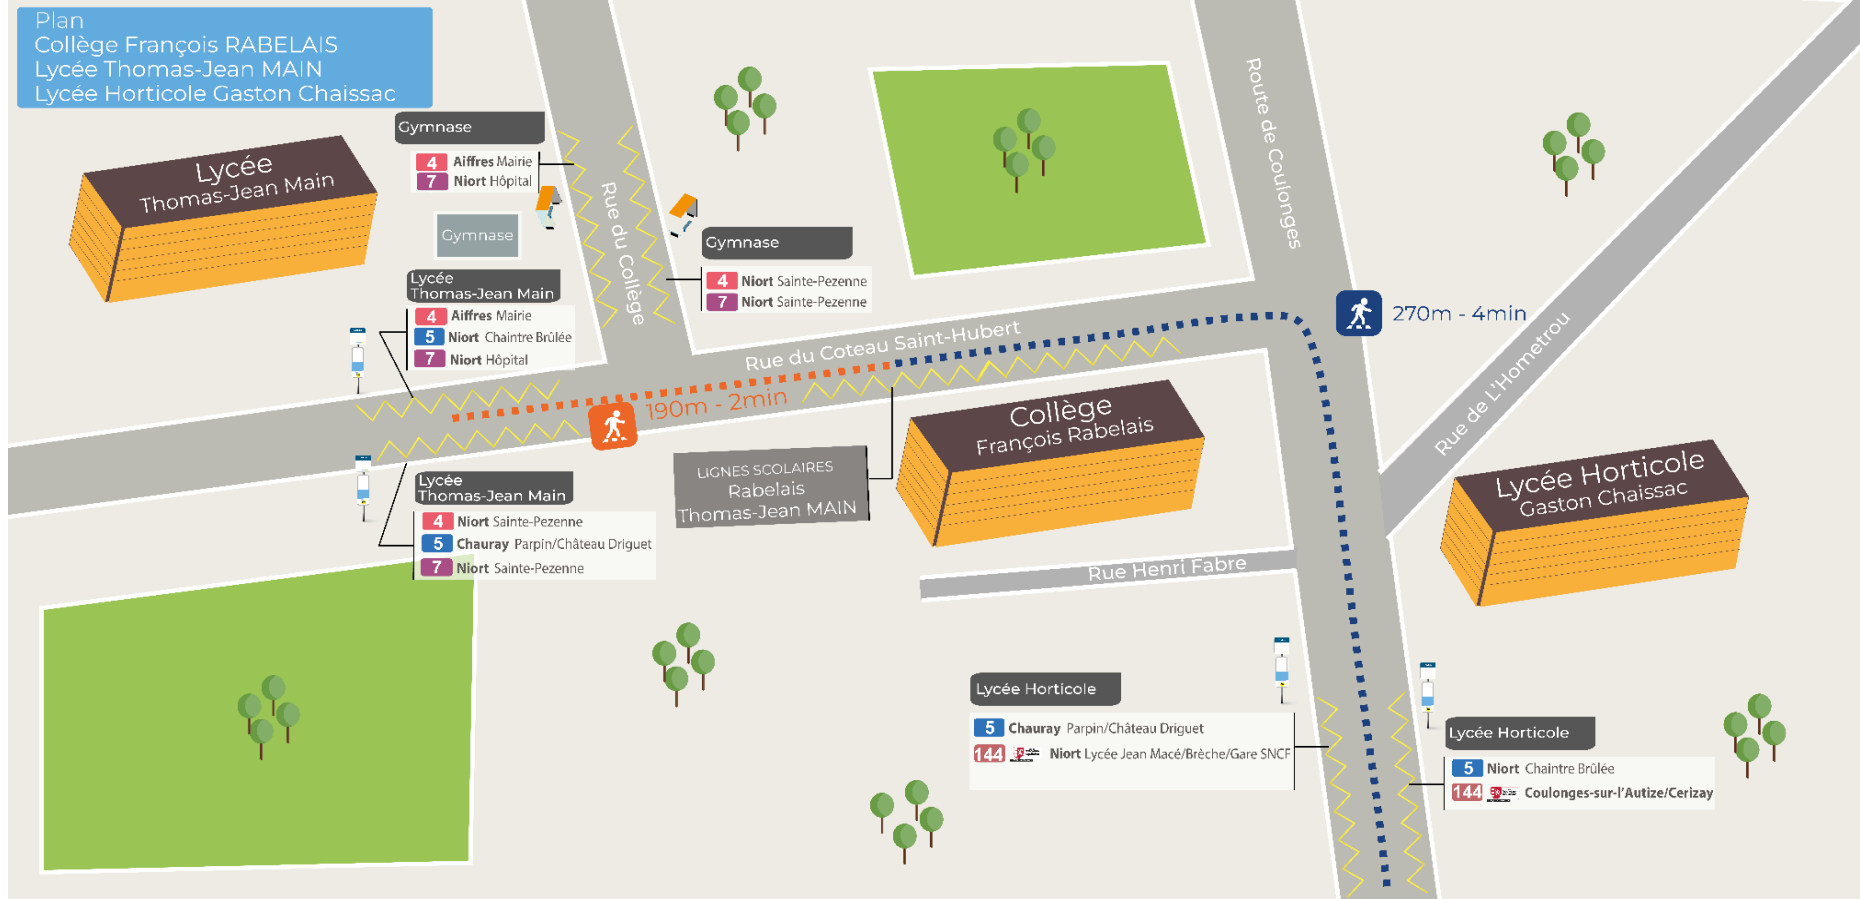 Plan
Collège François RABELAIS
Lycée Thomas-Jean MAIN
Lycée Horticole Gaston Chaissac
Lycée
Thomas-Jean Main
Gymnase
4 Aiffres Mairie
7 Niort Hôpital
Gymnase
Rue du Collège
Gymnase
4 Niort Sainte-Pezenne
7 Niort Sainte-Pezenne
Route de Coulonges
Lycée
Thomas-Jean Main
4 Aiffres Mairie
5 Niort Chaintre Brûlée
7 Niort Hôpital
Rue du Coteau Saint-Hubert
270m - 4min
Rue de L'Hometrou
190m - 2min
Collège
François Rabelais
LIGNES SCOLAIRES
Rabelais
Thomas-Jean MAIN
Lycée
Thomas-Jean Main
4 Niort Sainte-Pezenne
5 Chauray Parpin/Château Driguet
7 Niort Sainte-Pezenne
Lycée Horticole
Gaston Chaissac
Rue Henri Fabre
Lycée Horticole
5 Chauray Parpin/Château Driguet
144 Niort Lycée Jean Macé/Brèche/Gare SNCF
Lycée Horticole
5 Niort Chaintre Brûlée
144 Coulonges-sur-l'Autize/Cerizay